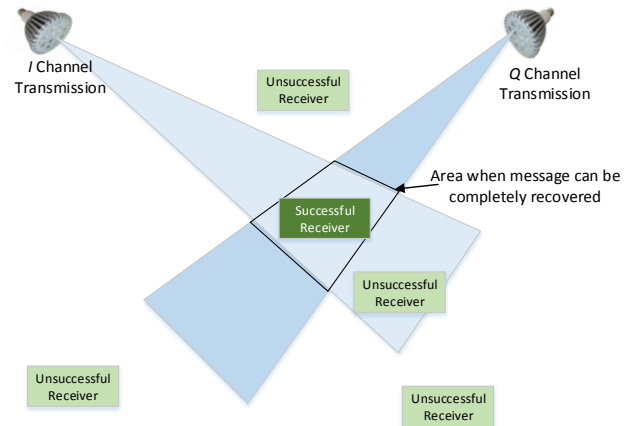 I Channel
Transmission
Q Channel
Transmission
Unsuccessful
Receiver
Area when message can be
completely recovered
Successful
Receiver
Unsuccessful
Receiver
Unsuccessful
Receiver
Unsuccessful
Receiver